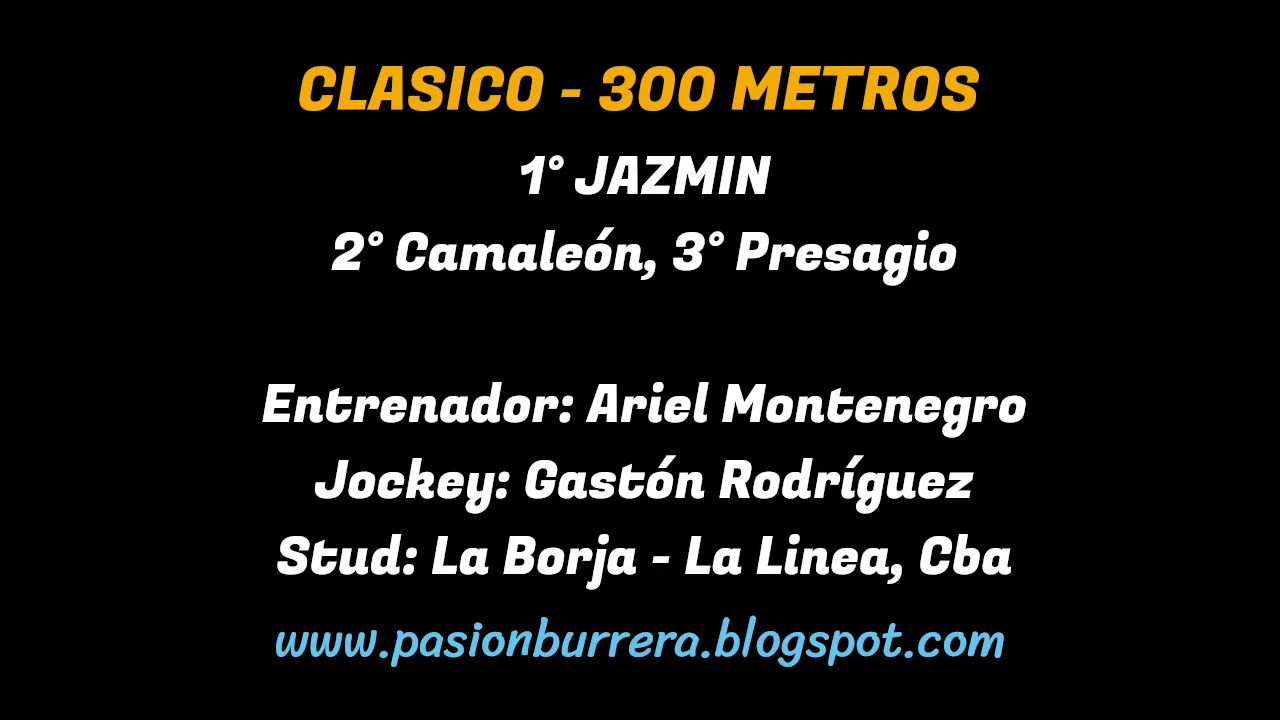 CLASICO - 300 METROS
1° JAZMIN
2° Camaleón, 3° Presagio
Entrenador: Ariel Montenegro
Jockey: Gastón Rodríguez
Stud: La Borja - La Linea, Cba
www.pasionburrera.blogspot.com